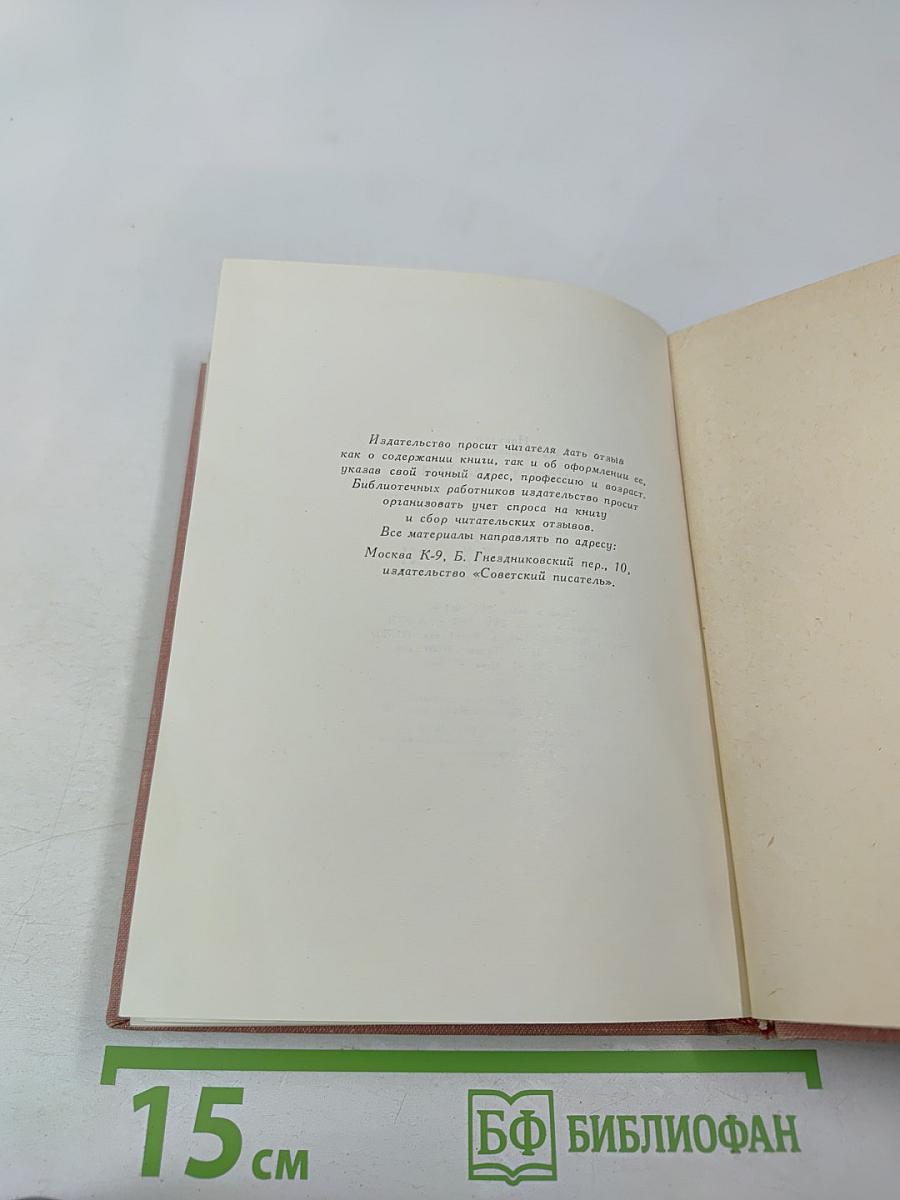 Издательство просит читателя дать отзыв
как о содержании книги, так и об оформлении ее,
указав свой точный адрес, профессию и возраст.
Библиотечных работников издательство просит
организовать учет спроса на книгу
и сбор читательских отзывов.
Все материалы направлять по адресу:
Москва К-9, Б. Гнездниковский пер., 10,
издательство «Советский писатель».
15 см
БФ БИБЛИОФАН